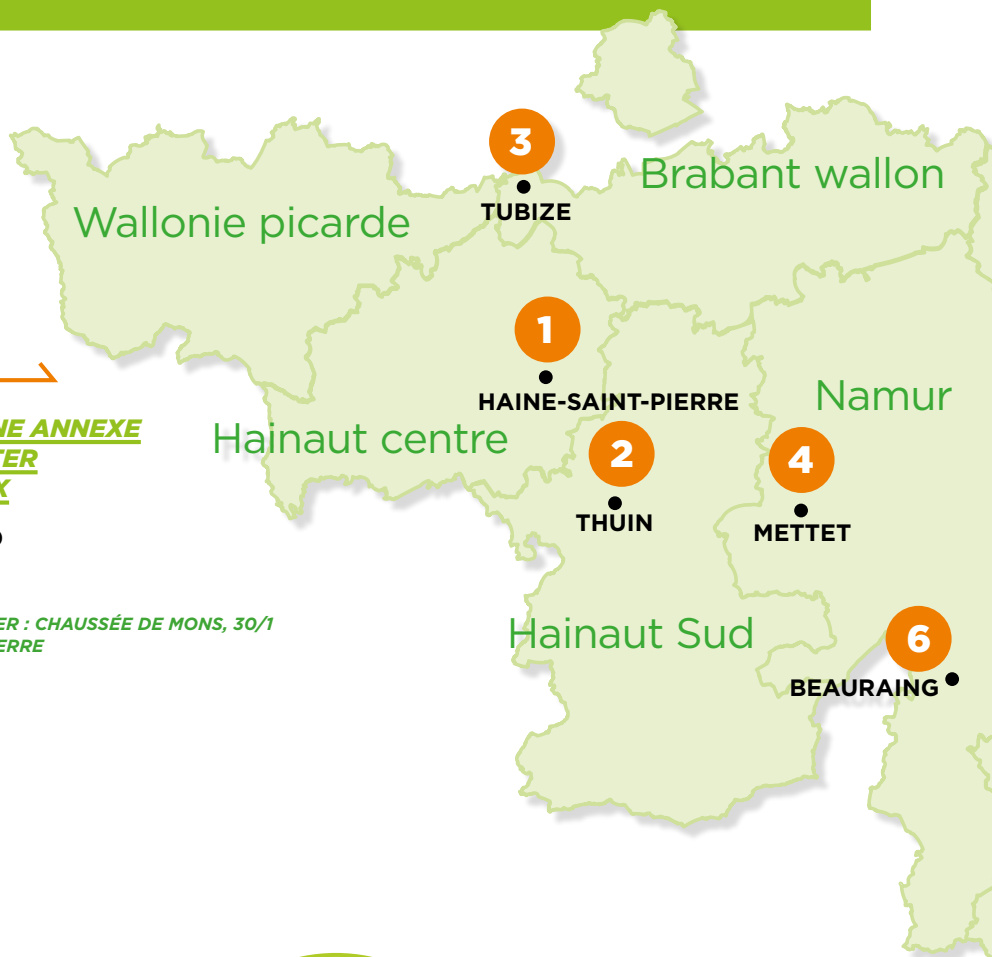 3
Brabant wallon
TUBIZE
Wallonie picarde
1
HAINE-SAINT-PIERRE
Namur
NE ANNEXE
TER
X
Hainaut centre
2
4
THUIN
METTET
ER : CHAUSSÉE DE MONS, 30/1
ERRE
Hainaut Sud
6
BEAURAING